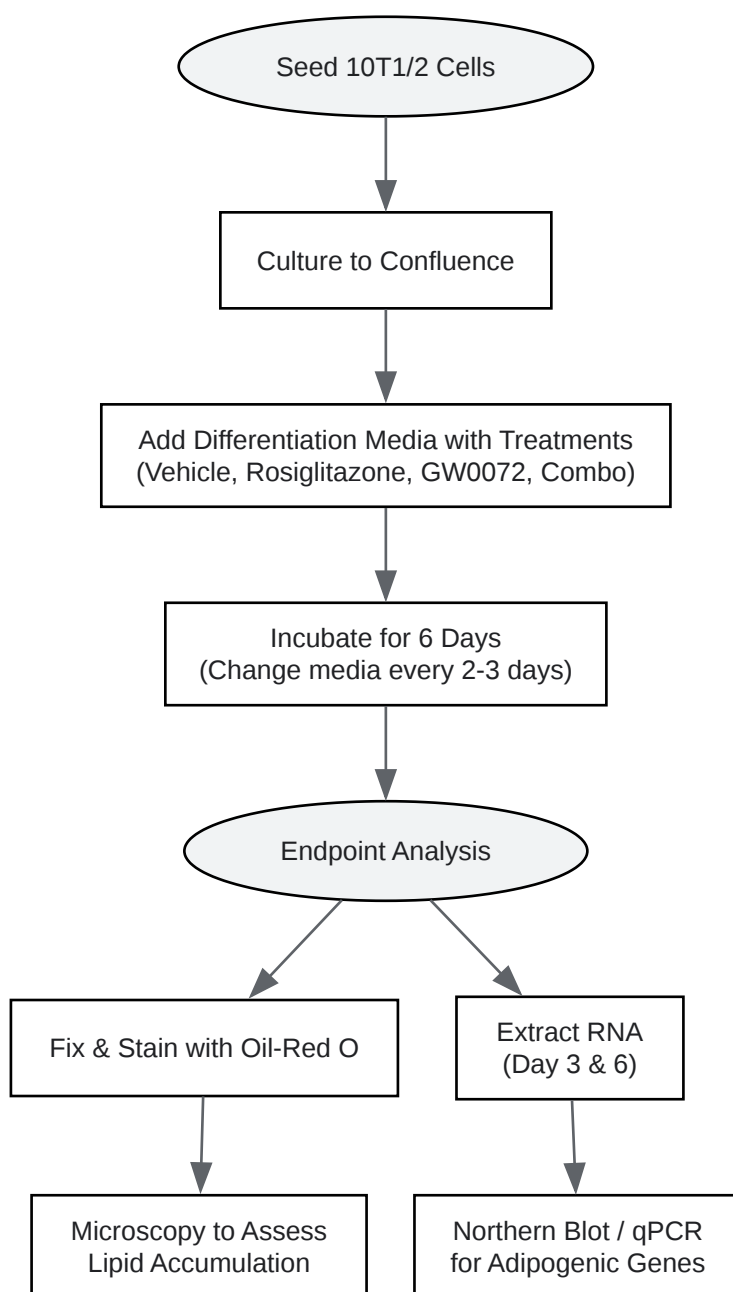 Seed 10T1/2 Cells
Culture to Confluence
Add Differentiation Media with Treatments
(Vehicle, Rosiglitazone, GW0072, Combo)
Incubate for 6 Days
(Change media every 2-3 days)
Endpoint Analysis
Fix & Stain with Oil-Red O
Extract RNA
(Day 3 & 6)
Microscopy to Assess
Lipid Accumulation
Northern Blot / qPCR
for Adipogenic Genes